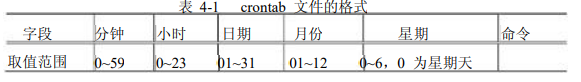 表 4-1 crontab 文件的格式
字段 分钟 小时 日期 月份 星期 命令
取值范围 0~59 0~23 01~31 01~12 0~6，0 为星期天